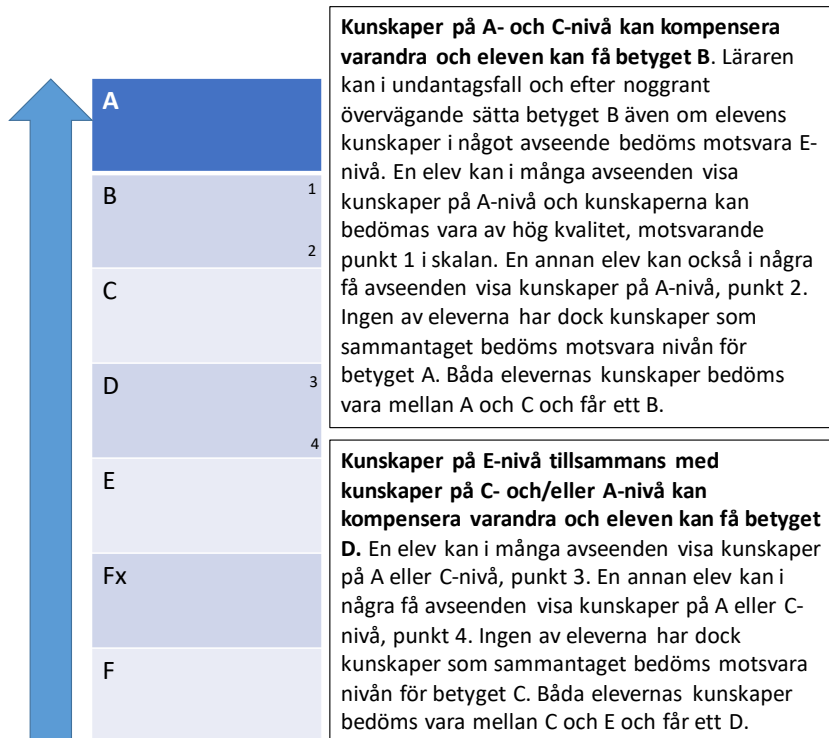 A
B
1
2
C
D
3
4
E
Fx
F
Kunskaper på A- och C-nivå kan kompensera
varandra och eleven kan få betyget B. Läraren
kan i undantagsfall och efter noggrant
övervägande sätta betyget B även om elevens
kunskaper i något avseende bedöms motsvara E-
nivå. En elev kan i många avseenden visa
kunskaper på A-nivå och kunskaperna kan
bedömas vara av hög kvalitet, motsvarande
punkt 1 i skalan. En annan elev kan också i några
få avseenden visa kunskaper på A-nivå, punkt 2.
Ingen av eleverna har dock kunskaper som
sammantaget bedöms motsvara nivån för
betyget A. Båda elevernas kunskaper bedöms
vara mellan A och C och får ett B.
Kunskaper på E-nivå tillsammans med
kunskaper på C- och/eller A-nivå kan
kompensera varandra och eleven kan få betyget
D. En elev kan i många avseenden visa kunskaper
på A eller C-nivå, punkt 3. En annan elev kan i
några få avseenden visa kunskaper på A eller C-
nivå, punkt 4. Ingen av eleverna har dock
kunskaper som sammantaget bedöms motsvara
nivån för betyget C. Båda elevernas kunskaper
bedöms vara mellan C och E och får ett D.